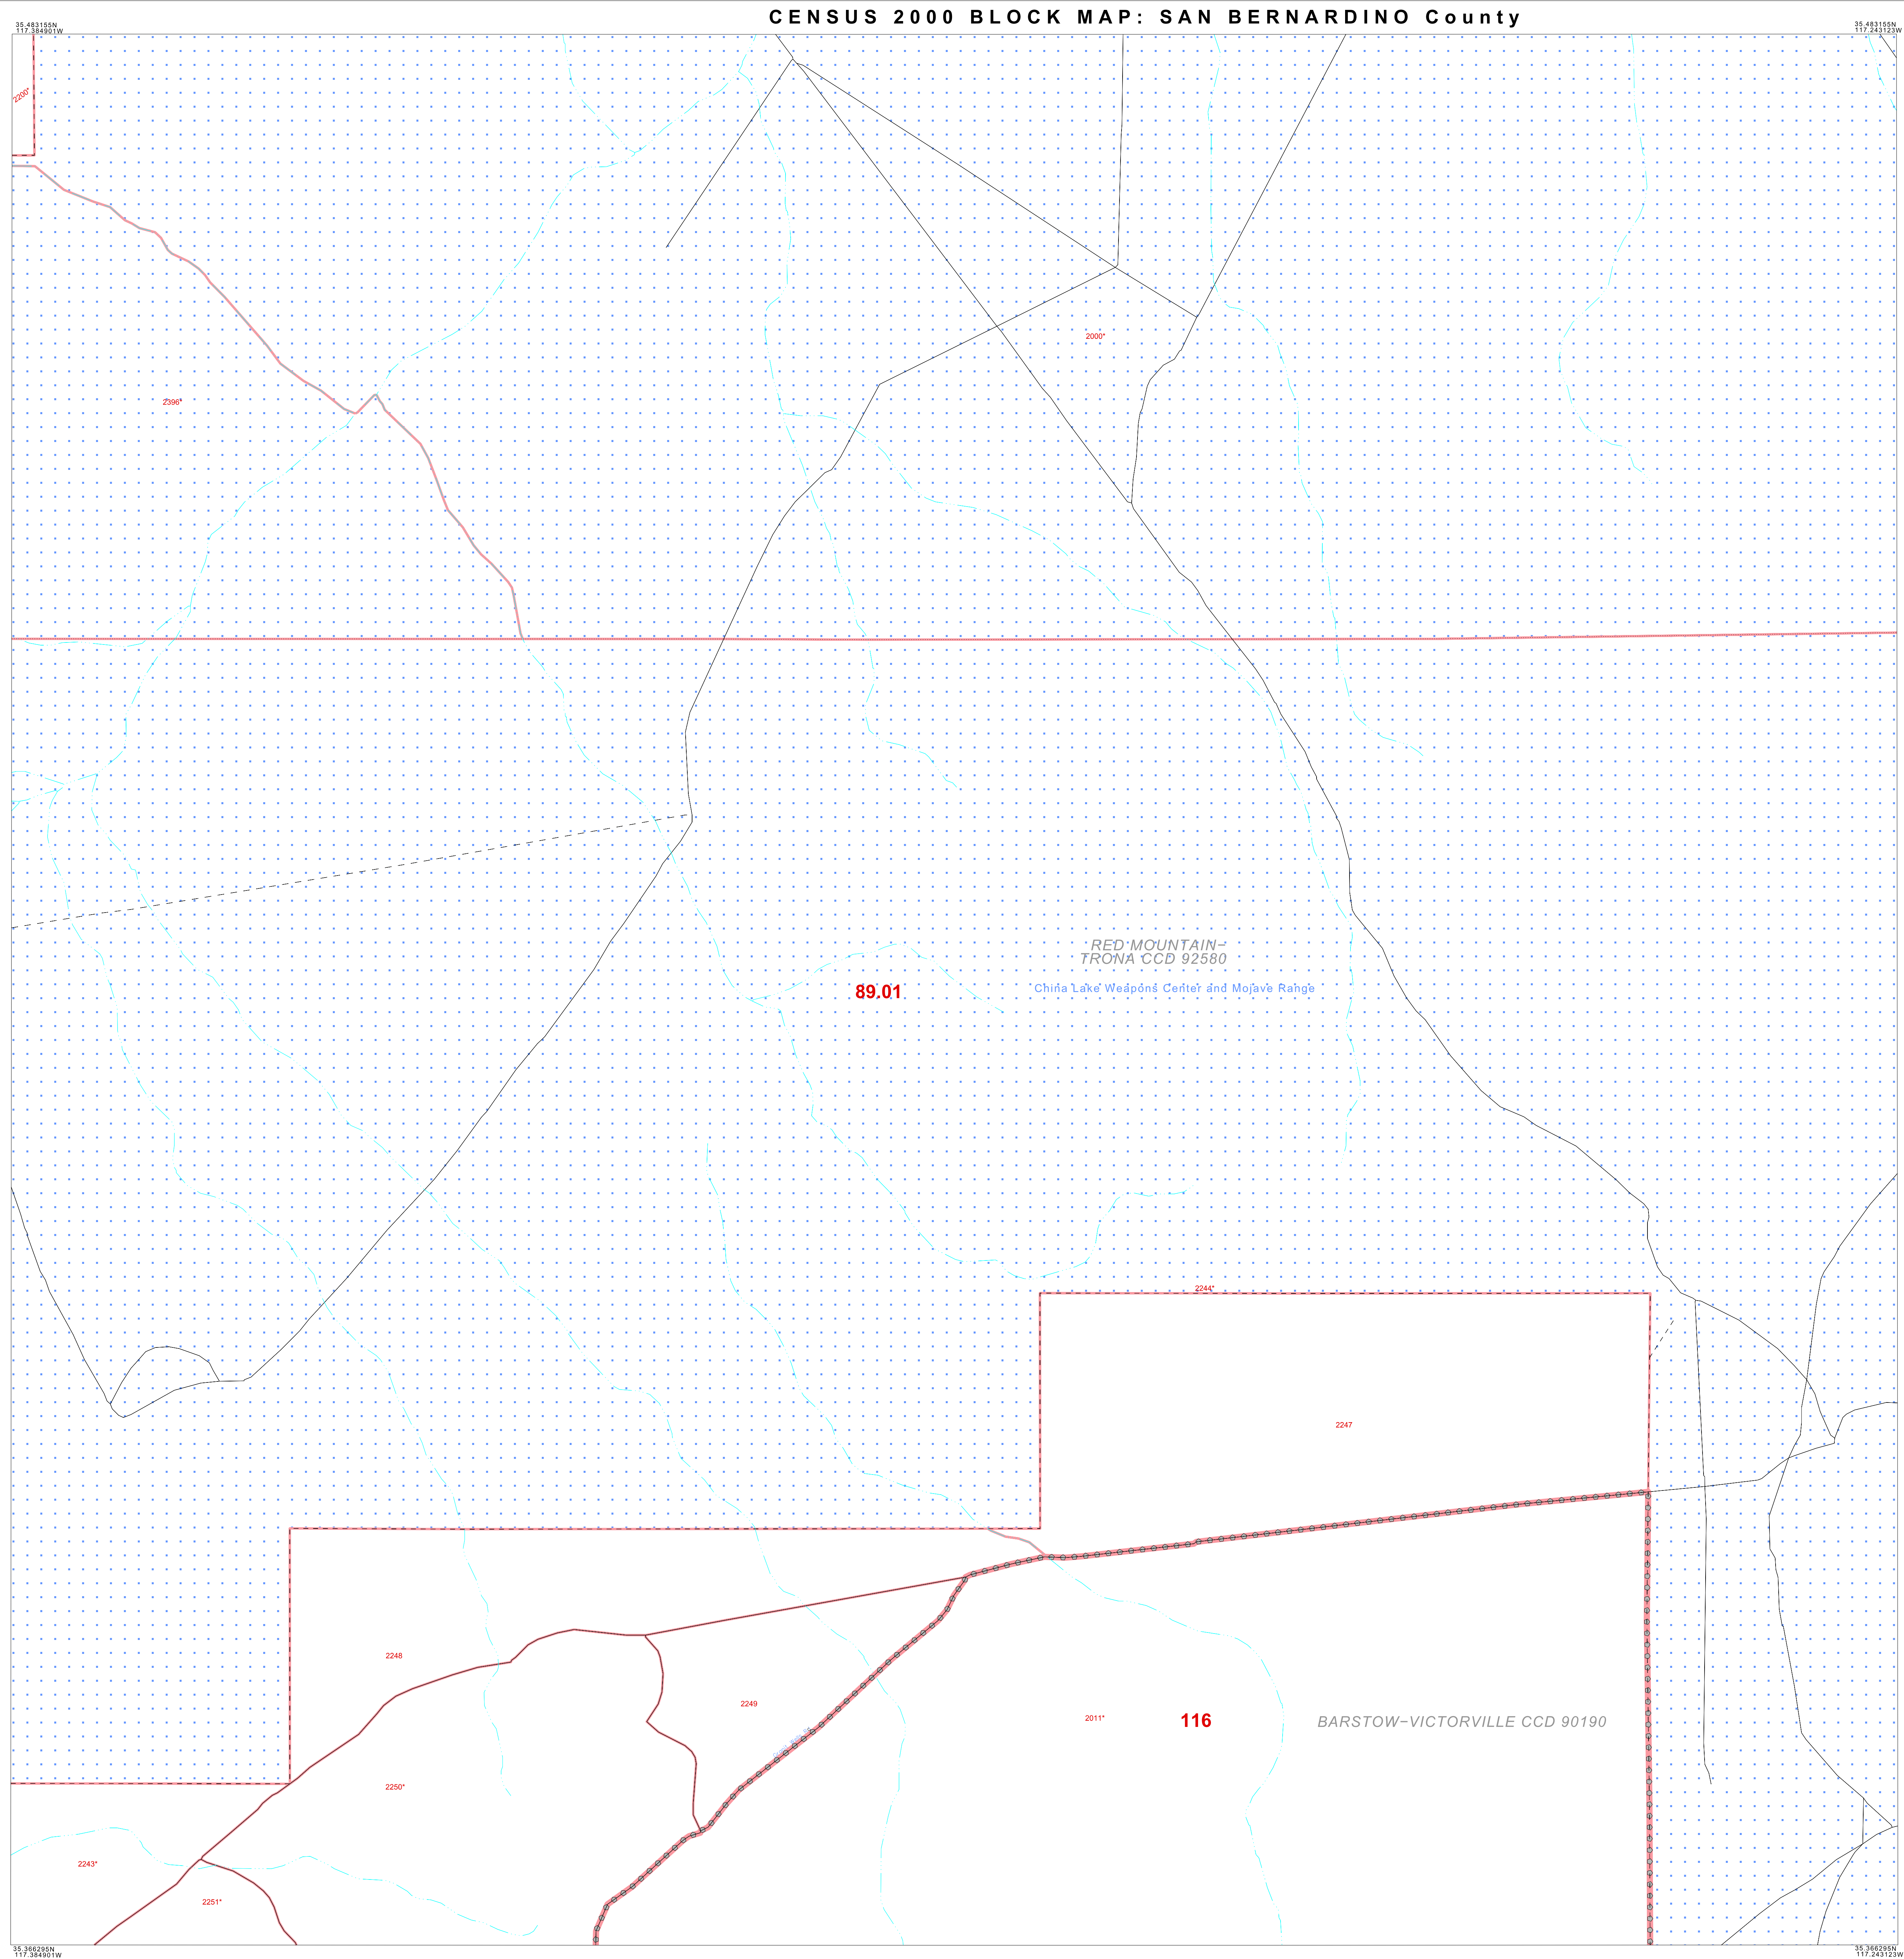 CENSUS 2000 BLOCK MAP: SAN BERNARDINO County
35.483155N
117.384901W
35.483155N
117.243123W
2200*
2000*
2396*
RED MOUNTAIN-
TRONA CCD 92580
China Lake Weapons Center and Mojave Range
89.01
2244*
2247
2248
2249
2011*
116
BARSTOW-VICTORVILLE CCD 90190
2250*
2243*
2251*
35.366295N
117.384901W
35.366295N
117.243123W